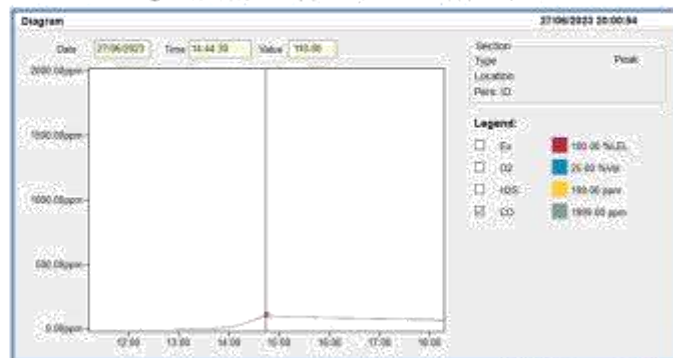 Diagram 27/06/2023 20:00:54
Date 27/06/2023 Time 14:44:39 Value 110.00
Section
Type Peak
Location
Pers. ID
Legend:
Ex 100.00 %LEL
O2 25.00 %Vol
H2S 100.00 ppm
CO 1999.00 ppm
2000.00ppm
1500.00ppm
1000.00ppm
500.00ppm
0.00ppm
12:00 13:00 14:00 15:00 16:00 17:00 18:00